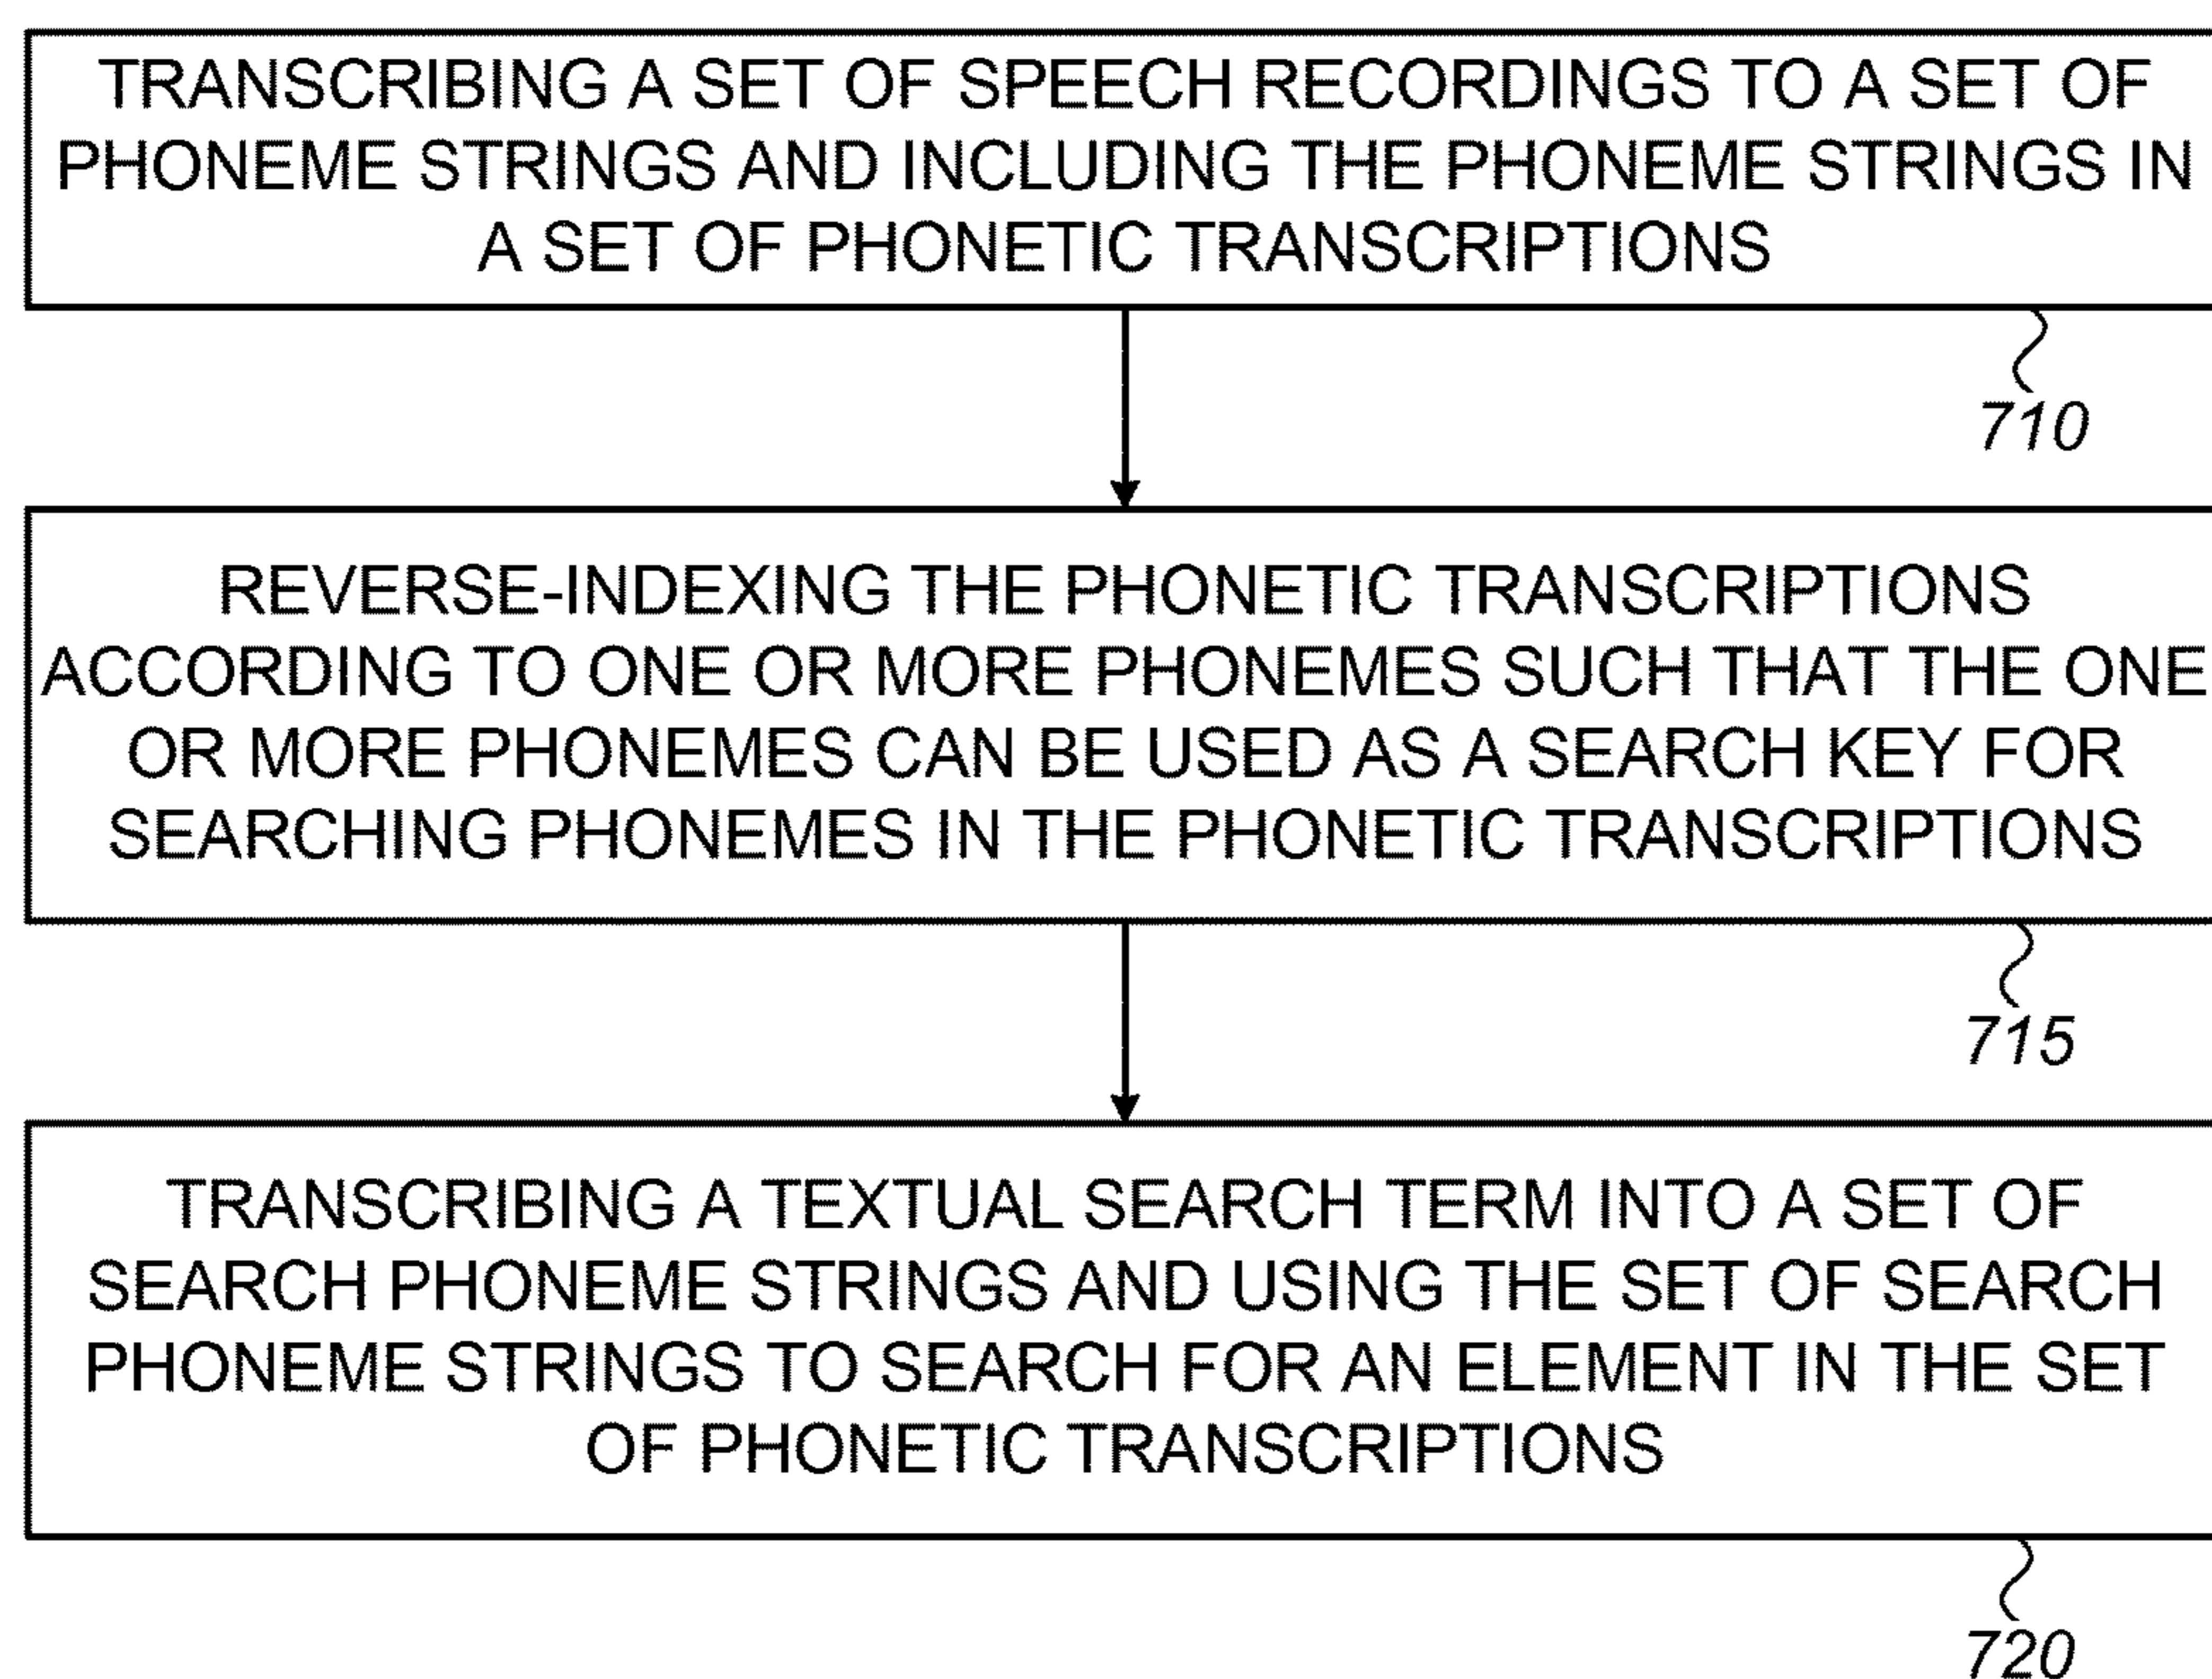 TRANSCRIBING A SET OF SPEECH RECORDINGS TO A SET OF
PHONEME STRINGS AND INCLUDING THE PHONEME STRINGS IN
A SET OF PHONETIC TRANSCRIPTIONS
710
REVERSE-INDEXING THE PHONETIC TRANSCRIPTIONS
ACCORDING TO ONE OR MORE PHONEMES SUCH THAT THE ONE
OR MORE PHONEMES CAN BE USED AS A SEARCH KEY FOR
SEARCHING PHONEMES IN THE PHONETIC TRANSCRIPTIONS
715
TRANSCRIBING A TEXTUAL SEARCH TERM INTO A SET OF
SEARCH PHONEME STRINGS AND USING THE SET OF SEARCH
PHONEME STRINGS TO SEARCH FOR AN ELEMENT IN THE SET
OF PHONETIC TRANSCRIPTIONS
720